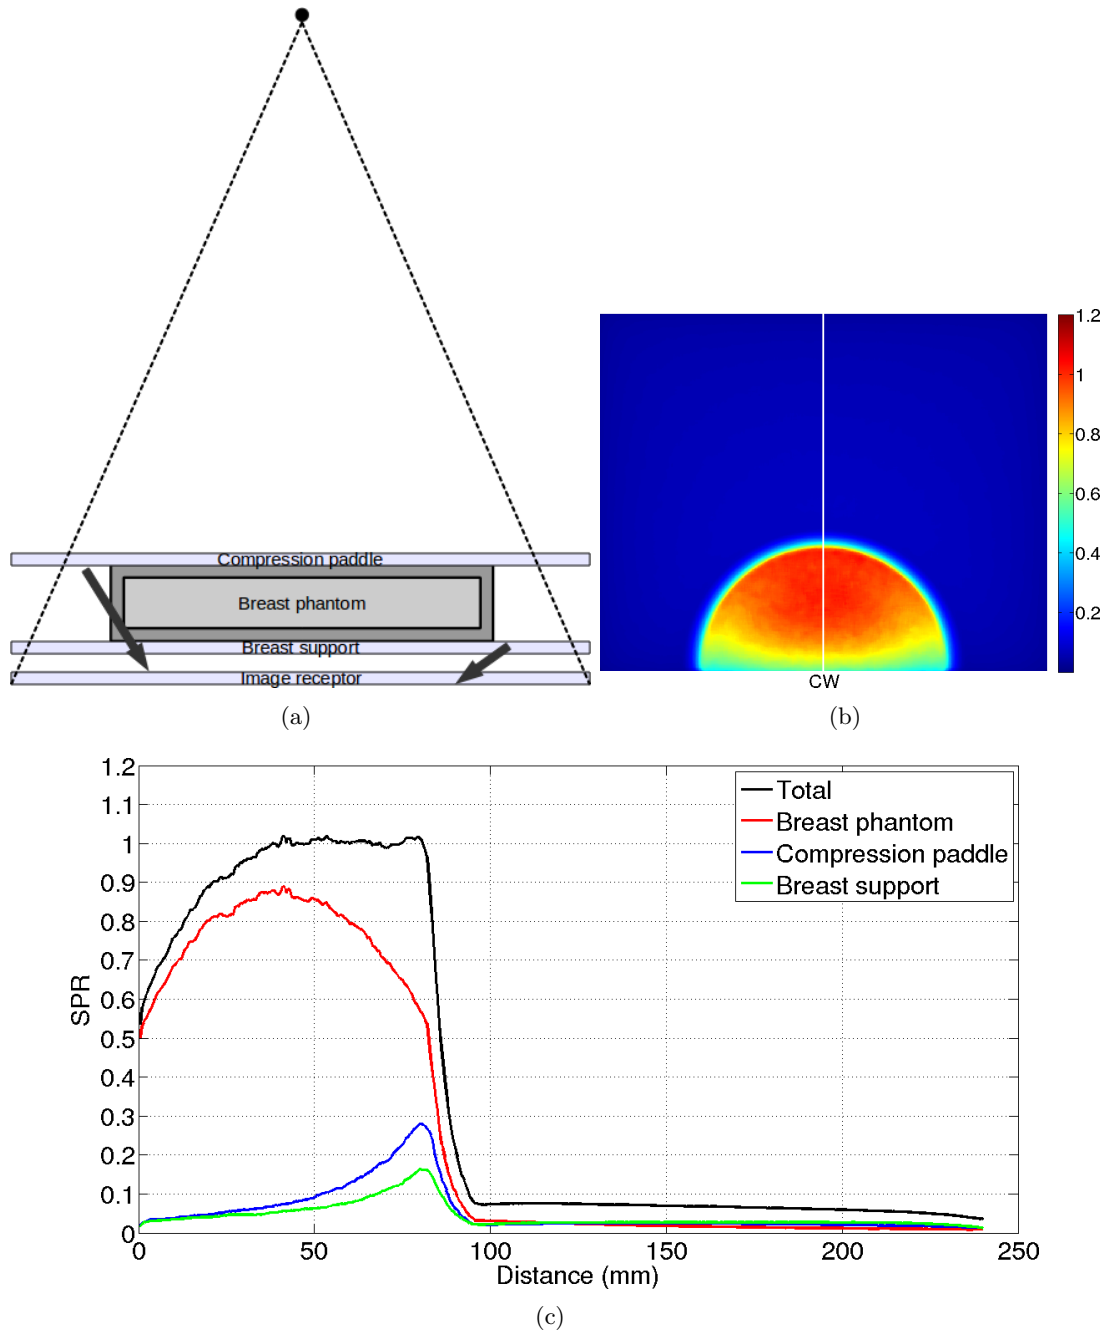 Compression paddle
Breast phantom
Breast support
Image receptor
(a)
1.2
1
0.8
0.6
0.4
0.2
CW
(b)
1.2
1.1
1
0.9
0.8
0.7
0.6
0.5
0.4
0.3
0.2
0.1
0
SPR
Total
Breast phantom
Compression paddle
Breast support
0 50 100 150 200 250
Distance (mm)
(c)